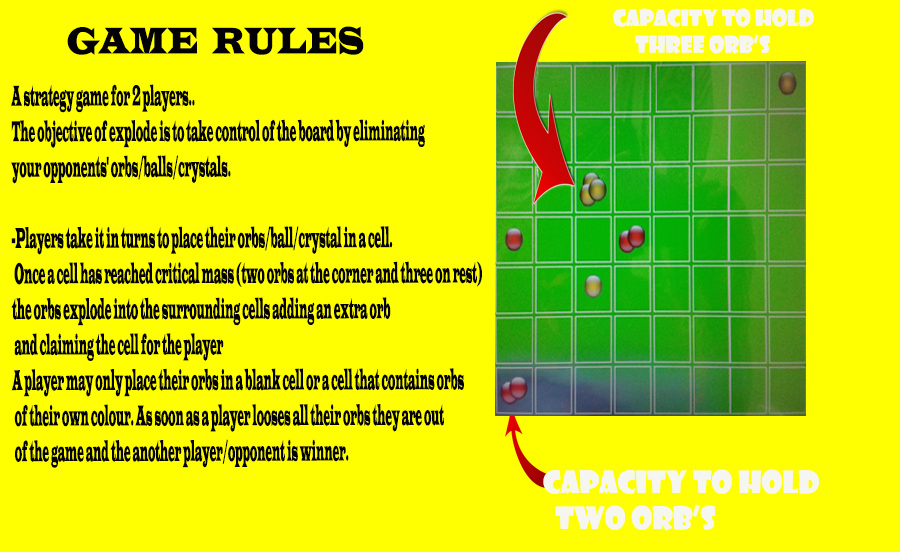 GAME RULES
A strategy game for 2 players..
The objective of explode is to take control of the board by eliminating
your opponents' orbs/balls/crystals.
-Players take it in turns to place their orbs/ball/crystal in a cell.
Once a cell has reached critical mass (two orbs at the corner and three on rest)
the orbs explode into the surrounding cells adding an extra orb
and claiming the cell for the player
A player may only place their orbs in a blank cell or a cell that contains orbs
of their own colour. As soon as a player looses all their orbs they are out
of the game and the another player/opponent is winner.
CAPACITY TO HOLD
THREE ORB'S
CAPACITY TO HOLD
TWO ORB'S